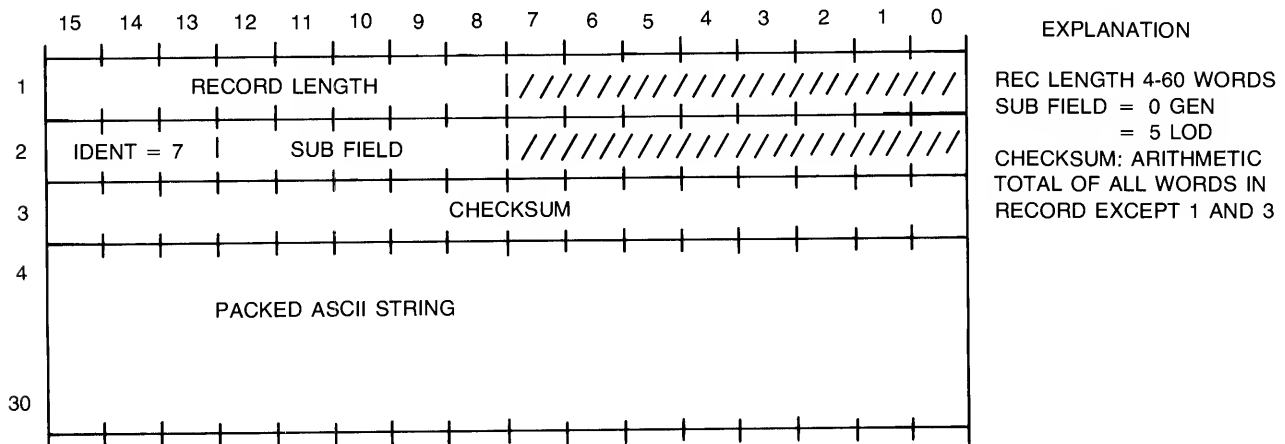 15 14 13 12 11 10 9 8 7 6 5 4 3 2 1 0
EXPLANATION
1 RECORD LENGTH
REC LENGTH 4-60 WORDS
SUB FIELD = 0 GEN
= 5 LOD
2 IDENT = 7 SUB FIELD
CHECKSUM: ARITHMETIC
TOTAL OF ALL WORDS IN
RECORD EXCEPT 1 AND 3
3 CHECKSUM
4
PACKED ASCII STRING
30